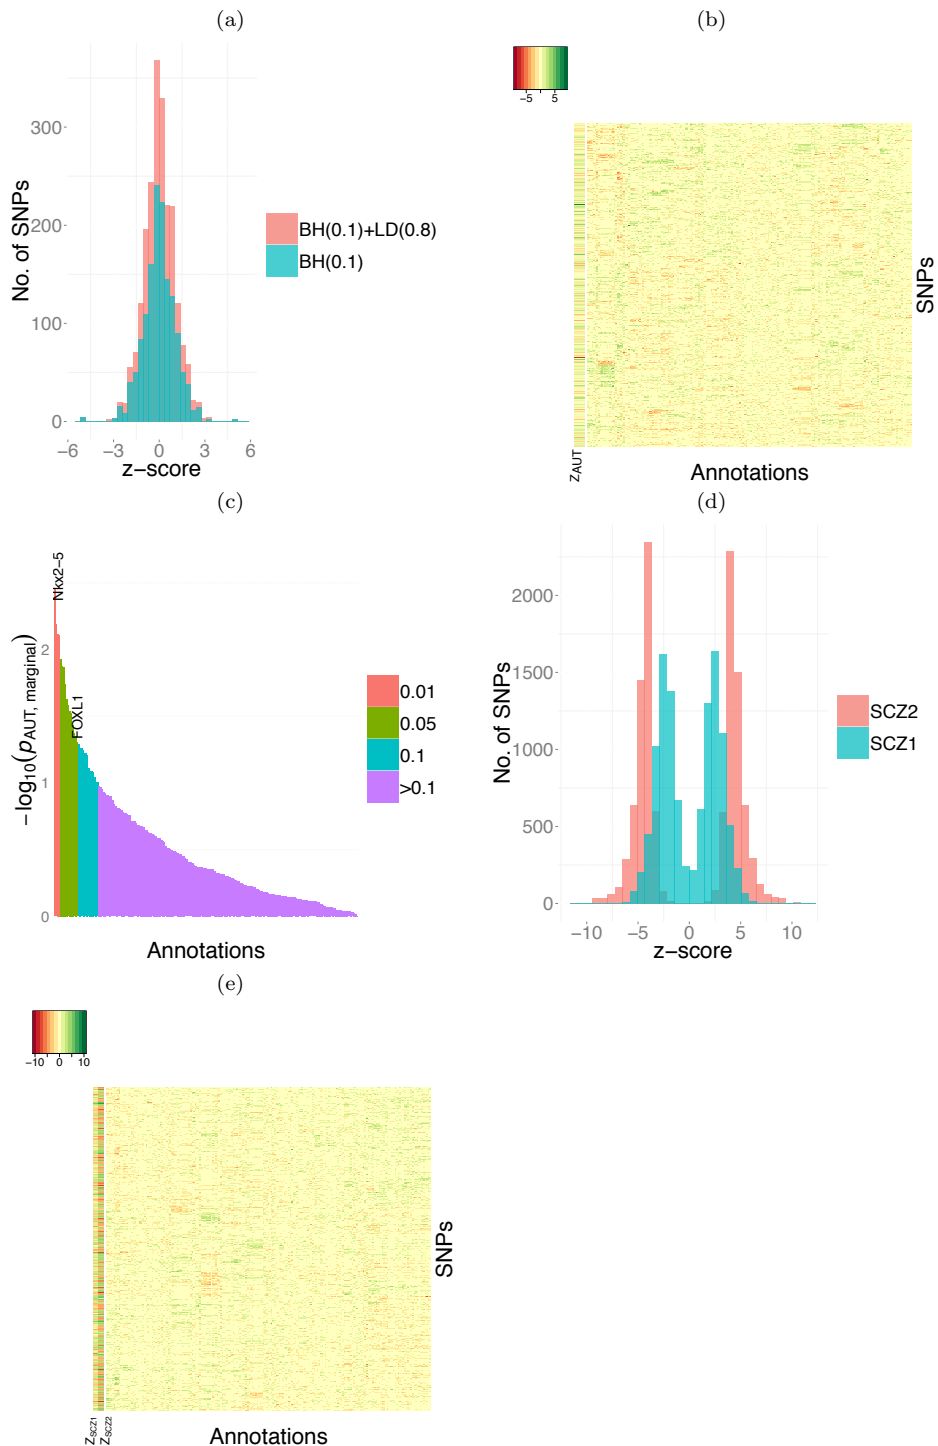 (a)
(b)
300
200
100
0
No. of SNPs
−6 −3 0 3 6
z−score
BH(0.1)+LD(0.8)
BH(0.1)
−5 5
SNPs
ZAUT
Annotations
(c)
(d)
Nkx2−5
FOXL1
2
1
0
−log10(pAUT, marginal)
Annotations
0.01
0.05
0.1
>0.1
2000
1500
1000
500
0
No. of SNPs
−10 −5 0 5 10
z−score
SCZ2
SCZ1
(e)
−10 0 10
SNPs
ZSCZ1
ZSCZ2
Annotations